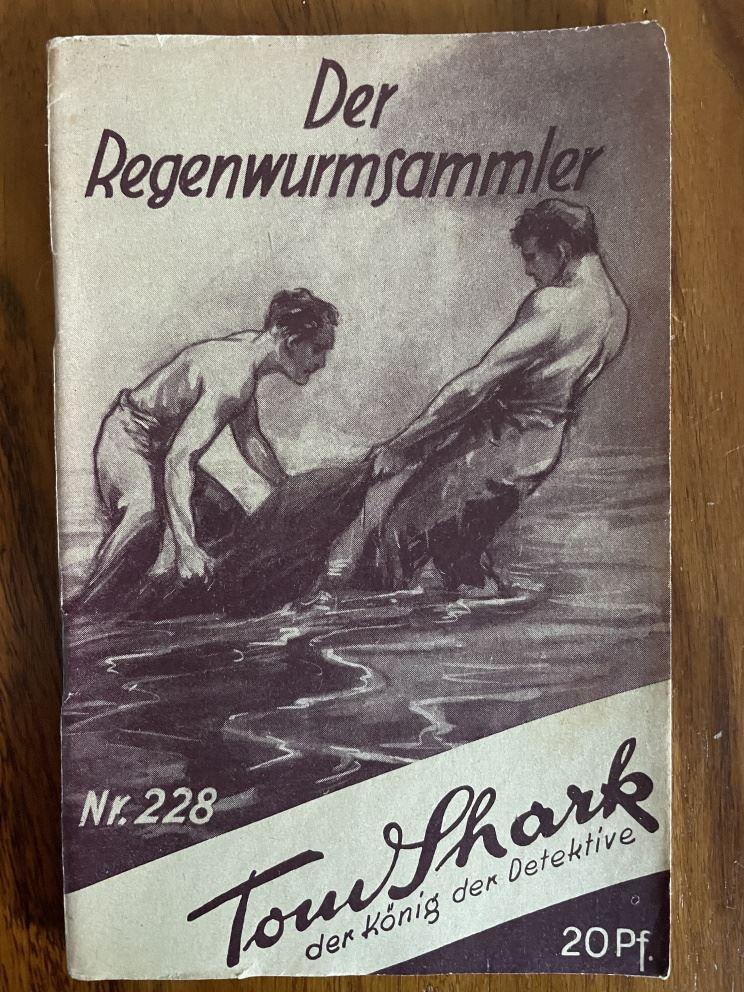 Der
Regenwurmsammler
Nr. 228
Tom Shark
der König der Detektive
20 Pf.